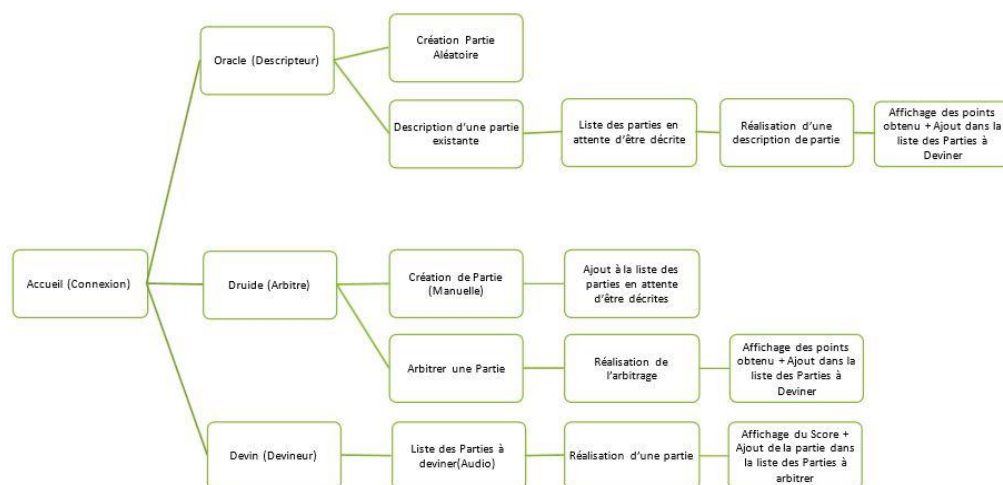 Oracle (Descripteur)
Création Partie
Aléatoire
Description d'une partie
existante
Liste des parties en
attente d'être décrite
Réalisation d'une
description de partie
Affichage des points
obtenu + Ajout dans la
liste des Parties à
Deviner
Accueil (Connexion)
Druide (Arbitre)
Création de Partie
(Manuelle)
Ajout à la liste des
parties en attente
d'être décrites
Arbitrer une Partie
Réalisation de
l'arbitrage
Affichage des points
obtenu + Ajout dans la
liste des Parties à
Deviner
Devin (Devineur)
Liste des Parties à
deviner(Audio)
Réalisation d'une partie
Affichage du Score +
Ajout de la partie dans
la liste des Parties à
arbitrer